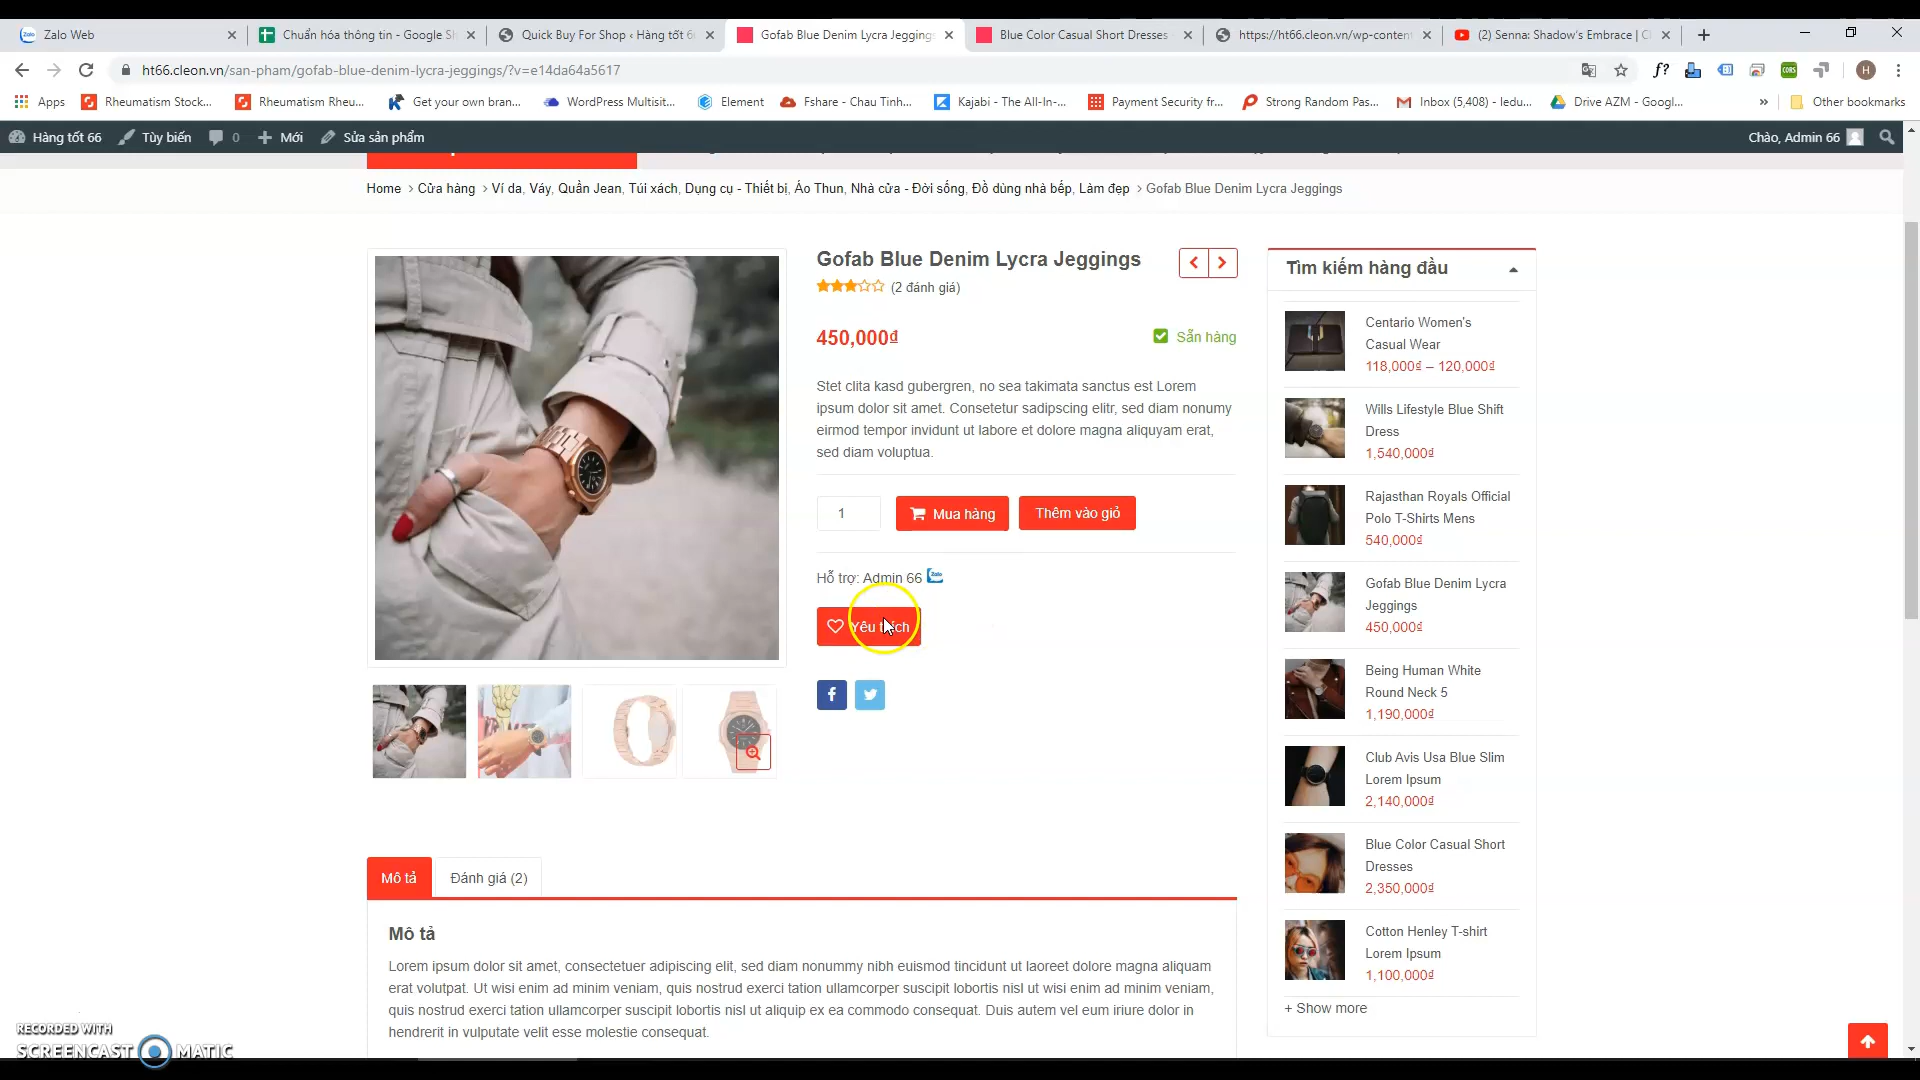 Zalo Web
Chuẩn hóa thông tin - Google Sh
Quick Buy For Shop ‹ Hàng tốt 6
Gofab Blue Denim Lycra Jeggings
Blue Color Casual Short Dresses
https://ht66.cleon.vn/wp-content
(2) Senna: Shadow's Embrace | C
ht66.cleon.vn/san-pham/gofab-blue-denim-lycra-jeggings/?v=e14da64a5617
f?
CORS
H
Apps
Rheumatism Stock...
Rheumatism Rheu...
Get your own bran...
WordPress Multisit...
Element
Fshare - Chau Tinh...
Kajabi - The All-In-...
Payment Security fr...
Strong Random Pas...
Inbox (5,408) - ledu...
Drive AZM - Googl...
»
Other bookmarks
Hàng tốt 66
Tùy biến
0
Mới
Sửa sản phẩm
Chào, Admin 66
Home › Cửa hàng › Ví da, Váy, Quần Jean, Túi xách, Dụng cụ - Thiết bị, Áo Thun, Nhà cửa - Đời sống, Đồ dùng nhà bếp, Làm đẹp › Gofab Blue Denim Lycra Jeggings
Gofab Blue Denim Lycra Jeggings
(2 đánh giá)
450,000₫
Sẵn hàng
Stet clita kasd gubergren, no sea takimata sanctus est Lorem
ipsum dolor sit amet. Consetetur sadipscing elitr, sed diam nonumy
eirmod tempor invidunt ut labore et dolore magna aliquyam erat,
sed diam voluptua.
1
Mua hàng
Thêm vào giỏ
Hỗ trợ: Admin 66
Zalo
Yêu thích
Mô tả
Đánh giá (2)
Mô tả
Lorem ipsum dolor sit amet, consectetuer adipiscing elit, sed diam nonummy nibh euismod tincidunt ut laoreet dolore magna aliquam
erat volutpat. Ut wisi enim ad minim veniam, quis nostrud exerci tation ullamcorper suscipit lobortis nisl ut wisi enim ad minim veniam,
quis nostrud exerci tation ullamcorper suscipit lobortis nisl ut aliquip ex ea commodo consequat. Duis autem vel eum iriure dolor in
hendrerit in vulputate velit esse molestie consequat.
Tìm kiếm hàng đầu
Centario Women's
Casual Wear
118,000₫ – 120,000₫
Wills Lifestyle Blue Shift
Dress
1,540,000₫
Rajasthan Royals Official
Polo T-Shirts Mens
540,000₫
Gofab Blue Denim Lycra
Jeggings
450,000₫
Being Human White
Round Neck 5
1,190,000₫
Club Avis Usa Blue Slim
Lorem Ipsum
2,140,000₫
Blue Color Casual Short
Dresses
2,350,000₫
Cotton Henley T-shirt
Lorem Ipsum
1,100,000₫
+ Show more
RECORDED WITH
SCREENCAST MATIC